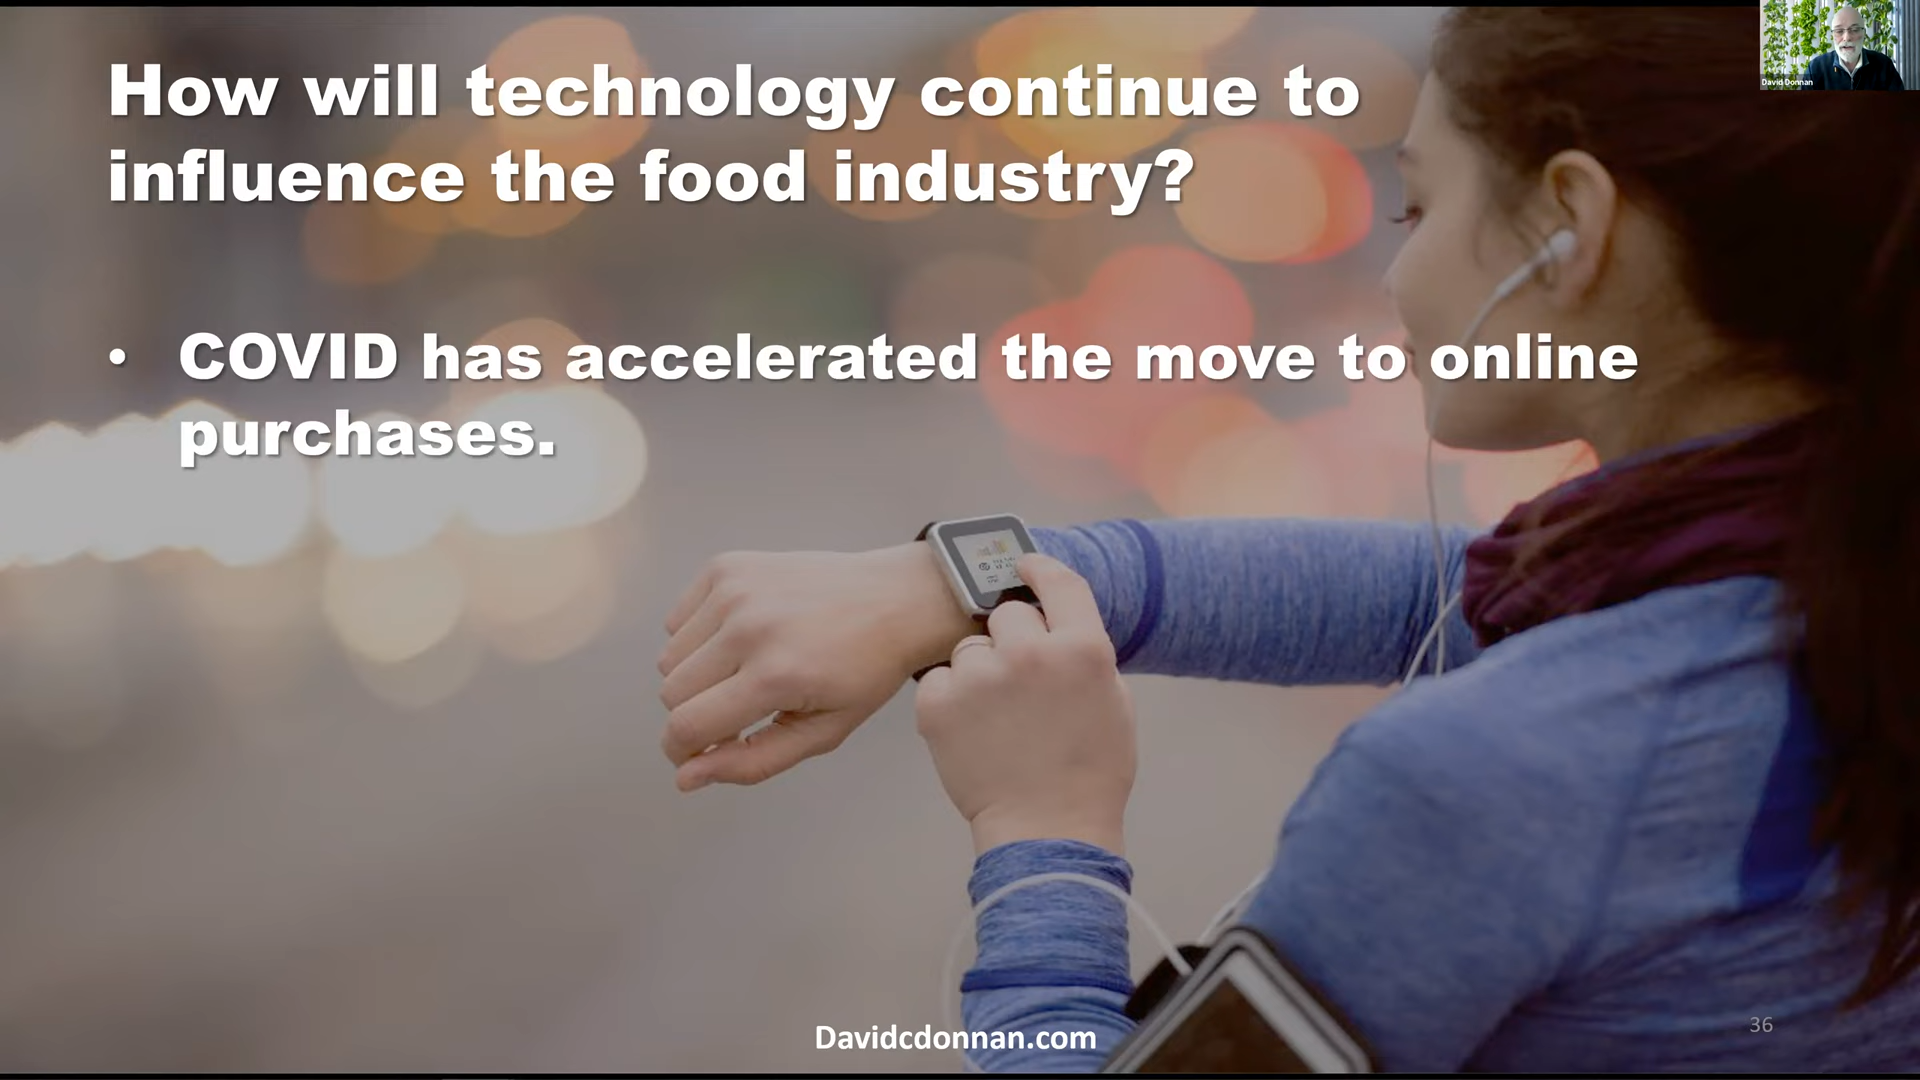 How will technology continue to
influence the food industry?
• COVID has accelerated the move to online
purchases.
Davidcdonnan.com
36
David Donnan